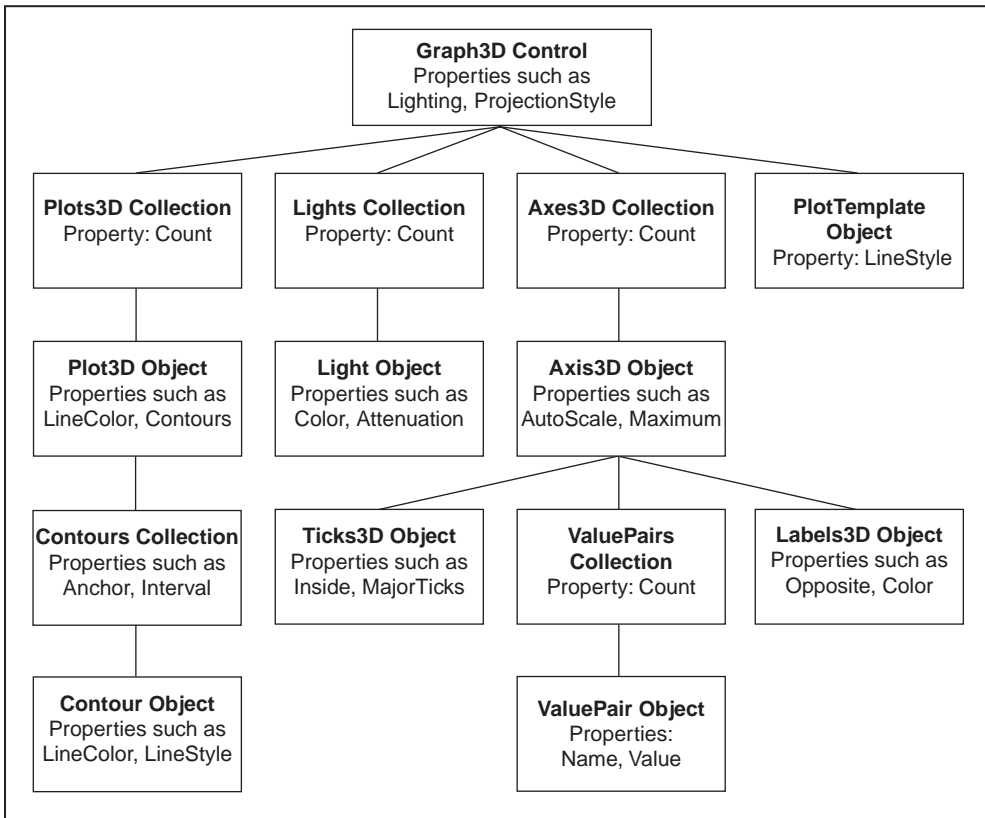 Graph3D Control
Properties such as
Lighting, ProjectionStyle
Plots3D Collection
Property: Count
Lights Collection
Property: Count
Axes3D Collection
Property: Count
PlotTemplate
Object
Property: LineStyle
Plot3D Object
Properties such as
LineColor, Contours
Light Object
Properties such as
Color, Attenuation
Axis3D Object
Properties such as
AutoScale, Maximum
Contours Collection
Properties such as
Anchor, Interval
Ticks3D Object
Properties such as
Inside, MajorTicks
ValuePairs
Collection
Property: Count
Labels3D Object
Properties such as
Opposite, Color
Contour Object
Properties such as
LineColor, LineStyle
ValuePair Object
Properties:
Name, Value